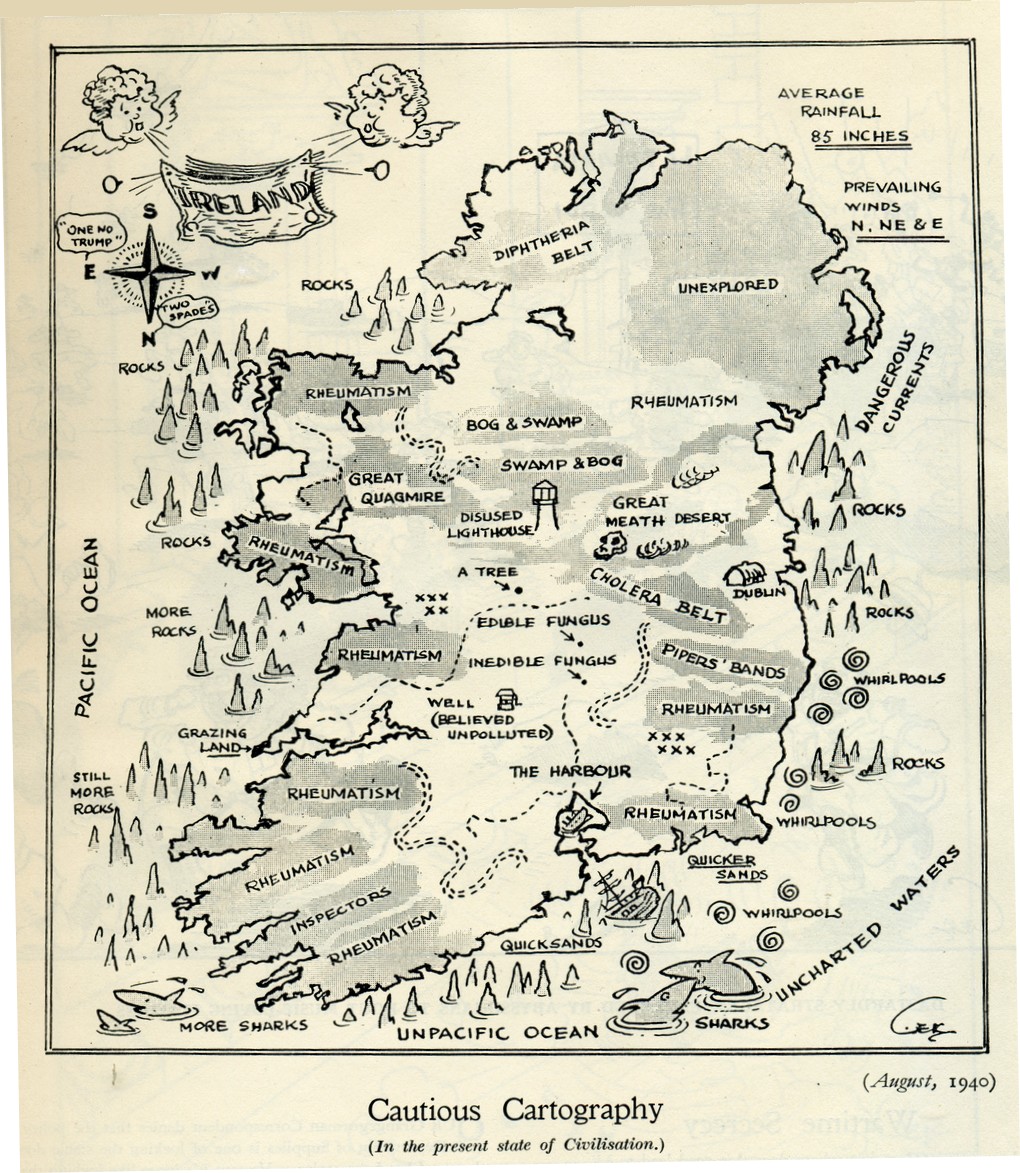 IRELAND
AVERAGE
RAINFALL
85 INCHES
PREVAILING
WINDS
N, NE & E
"ONE NO
TRUMP"
S
E
W
N
TWO
SPADES
DIPHTHERIA
BELT
UNEXPLORED
ROCKS
ROCKS
DANGEROUS
CURRENTS
RHEUMATISM
RHEUMATISM
BOG & SWAMP
SWAMP & BOG
GREAT
QUAGMIRE
DISUSED
LIGHTHOUSE
GREAT
MEATH DESERT
ROCKS
ROCKS
RHEUMATISM
A TREE
CHOLERA BELT
DUBLIN
ROCKS
PACIFIC OCEAN
MORE
ROCKS
EDIBLE FUNGUS
RHEUMATISM
INEDIBLE FUNGUS
PIPERS' BANDS
WHIRLPOOLS
WELL
(BELIEVED
UNPOLLUTED)
RHEUMATISM
GRAZING
LAND
THE HARBOUR
ROCKS
STILL
MORE
ROCKS
RHEUMATISM
RHEUMATISM
WHIRLPOOLS
QUICKER
SANDS
RHEUMATISM
INSPECTORS
RHEUMATISM
WHIRLPOOLS
QUICKSANDS
UNCHARTED WATERS
MORE SHARKS
UNPACIFIC OCEAN
SHARKS
(August, 1940)
Cautious Cartography
(In the present state of Civilisation.)